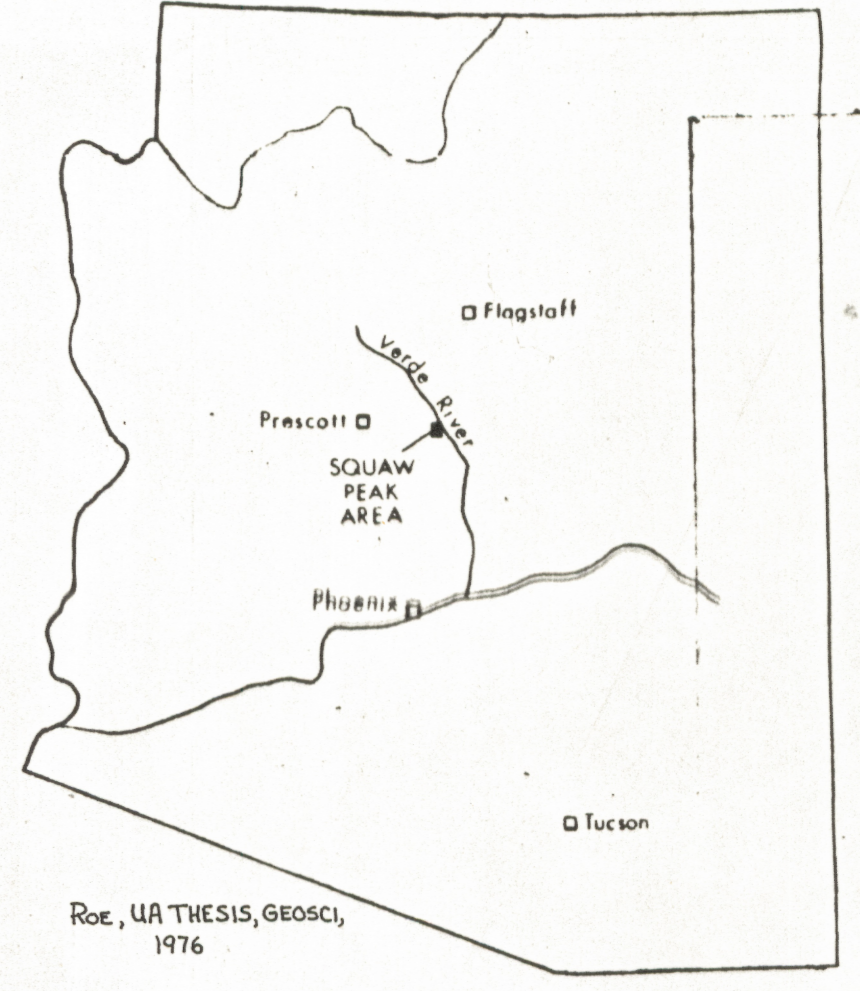 Flagstaff
Verde River
Prescott
SQUAW
PEAK
AREA
Phoenix
Tucson
ROE, UA THESIS, GEOSCI,
1976